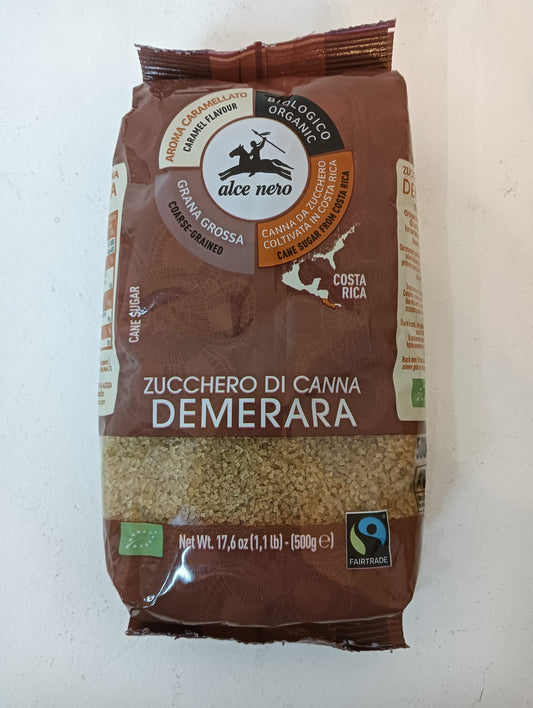 AROMA CARAMELLATO
CARAMEL FLAVOUR
BIOLOGICO
ORGANIC
alce nero
GRANA GROSSA
COARSE-GRAINED
CANNA DA ZUCCHERO
COLTIVATA IN COSTA RICA
CANE SUGAR FROM COSTA RICA
COSTA
RICA
CANE SUGAR
ZUCCHERO DI CANNA
DEMERARA
Net Wt. 17,6 oz (1,1 lb) - (500g e)
FAIRTRADE